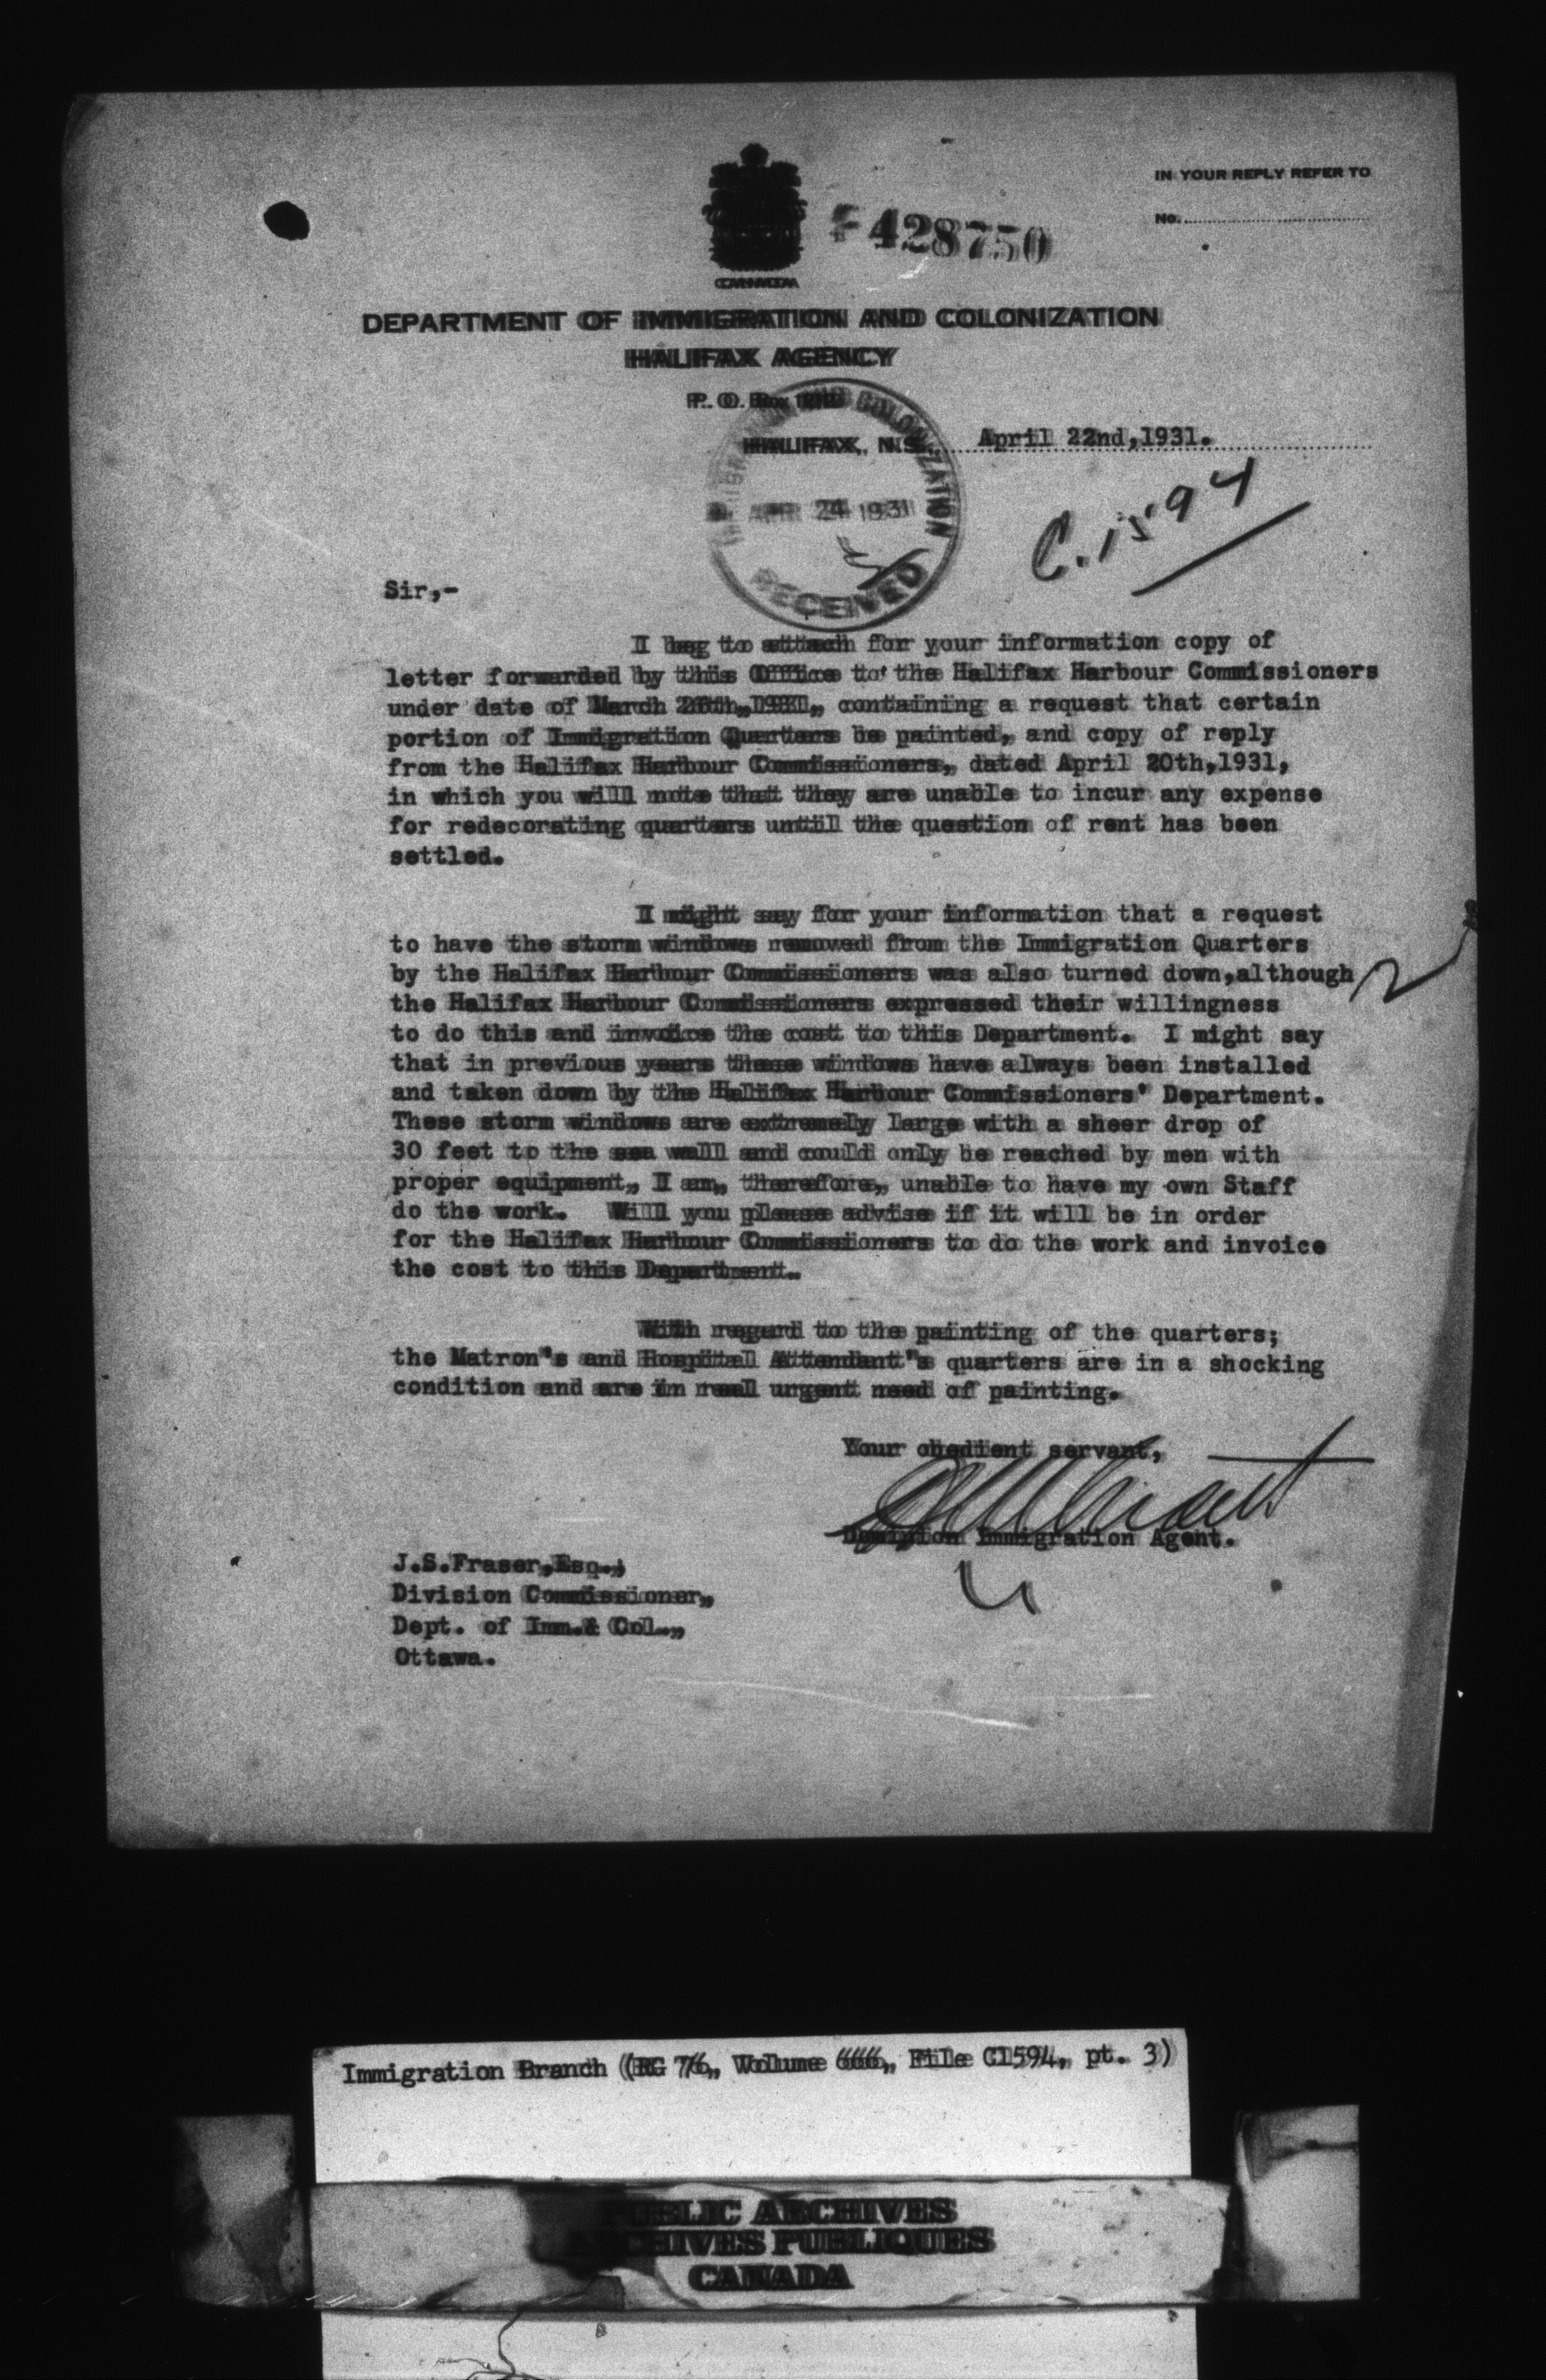 IN YOUR REPLY REFER TO
No.
428750
CANADA
DEPARTMENT OF IMMIGRATION AND COLONIZATION
HALIFAX AGENCY
P. O. Box
HALIFAX, N.S. April 22nd,1931.
IMMIGRATION AND COLONIZATION
APR 24 1931
RECEIVED
C.1594
Sir,-
I beg to attach for your information copy of
letter forwarded by this Office to the Halifax Harbour Commissioners
under date of March 1931, containing a request that certain
portion of Immigration Quarters be painted, and copy of reply
from the Halifax Harbour Commissioners, dated April 20th,1931,
in which you will note that they are unable to incur any expense
for redecorating quarters until the question of rent has been
settled.
I might say for your information that a request
to have the storm windows removed from the Immigration Quarters
by the Halifax Harbour Commissioners was also turned down,although
the Halifax Harbour Commissioners expressed their willingness
to do this and invoice the cost to this Department. I might say
that in previous years these windows have always been installed
and taken down by the Halifax Harbour Commissioners' Department.
These storm windows are extremely large with a sheer drop of
30 feet to the sea wall and could only be reached by men with
proper equipment, I am, therefore, unable to have my own Staff
do the work. Will you please advise if it will be in order
for the Halifax Harbour Commissioners to do the work and invoice
the cost to this Department.
With regard to the painting of the quarters;
the Matron"s and Hospital Attendant"s quarters are in a shocking
condition and are in real urgent need of painting.
Your obedient servant,
Dominion Immigration Agent.
J.S.Fraser,Esq.,
Division Commissioner,
Dept. of Imm.& Col.,
Ottawa.
Immigration Branch (RG 76, Volume 666, File C1594, pt. 3)
PUBLIC ARCHIVES
ARCHIVES PUBLIQUES
CANADA